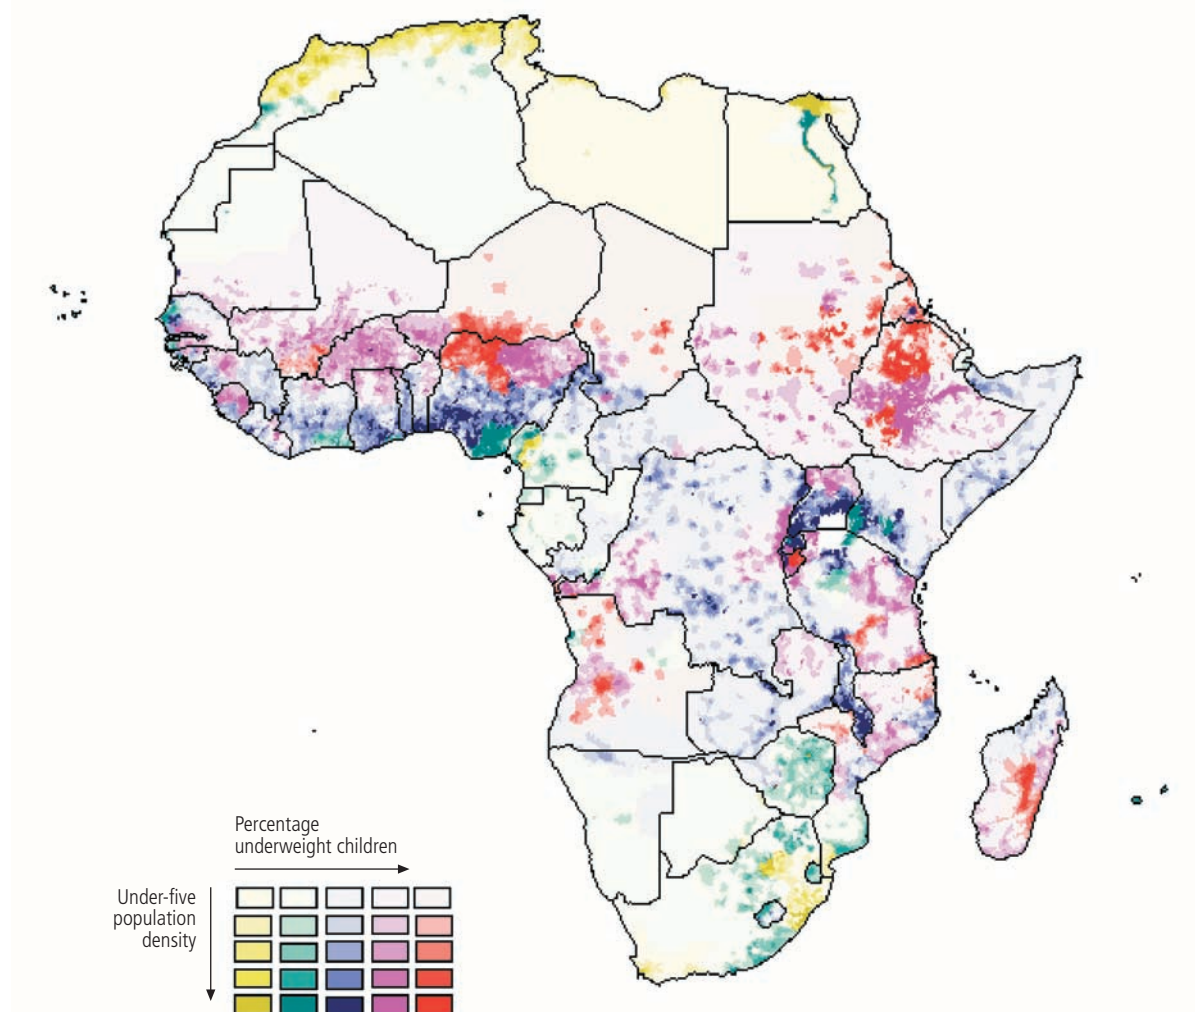 Percentage
underweight children
Under-five
population
density